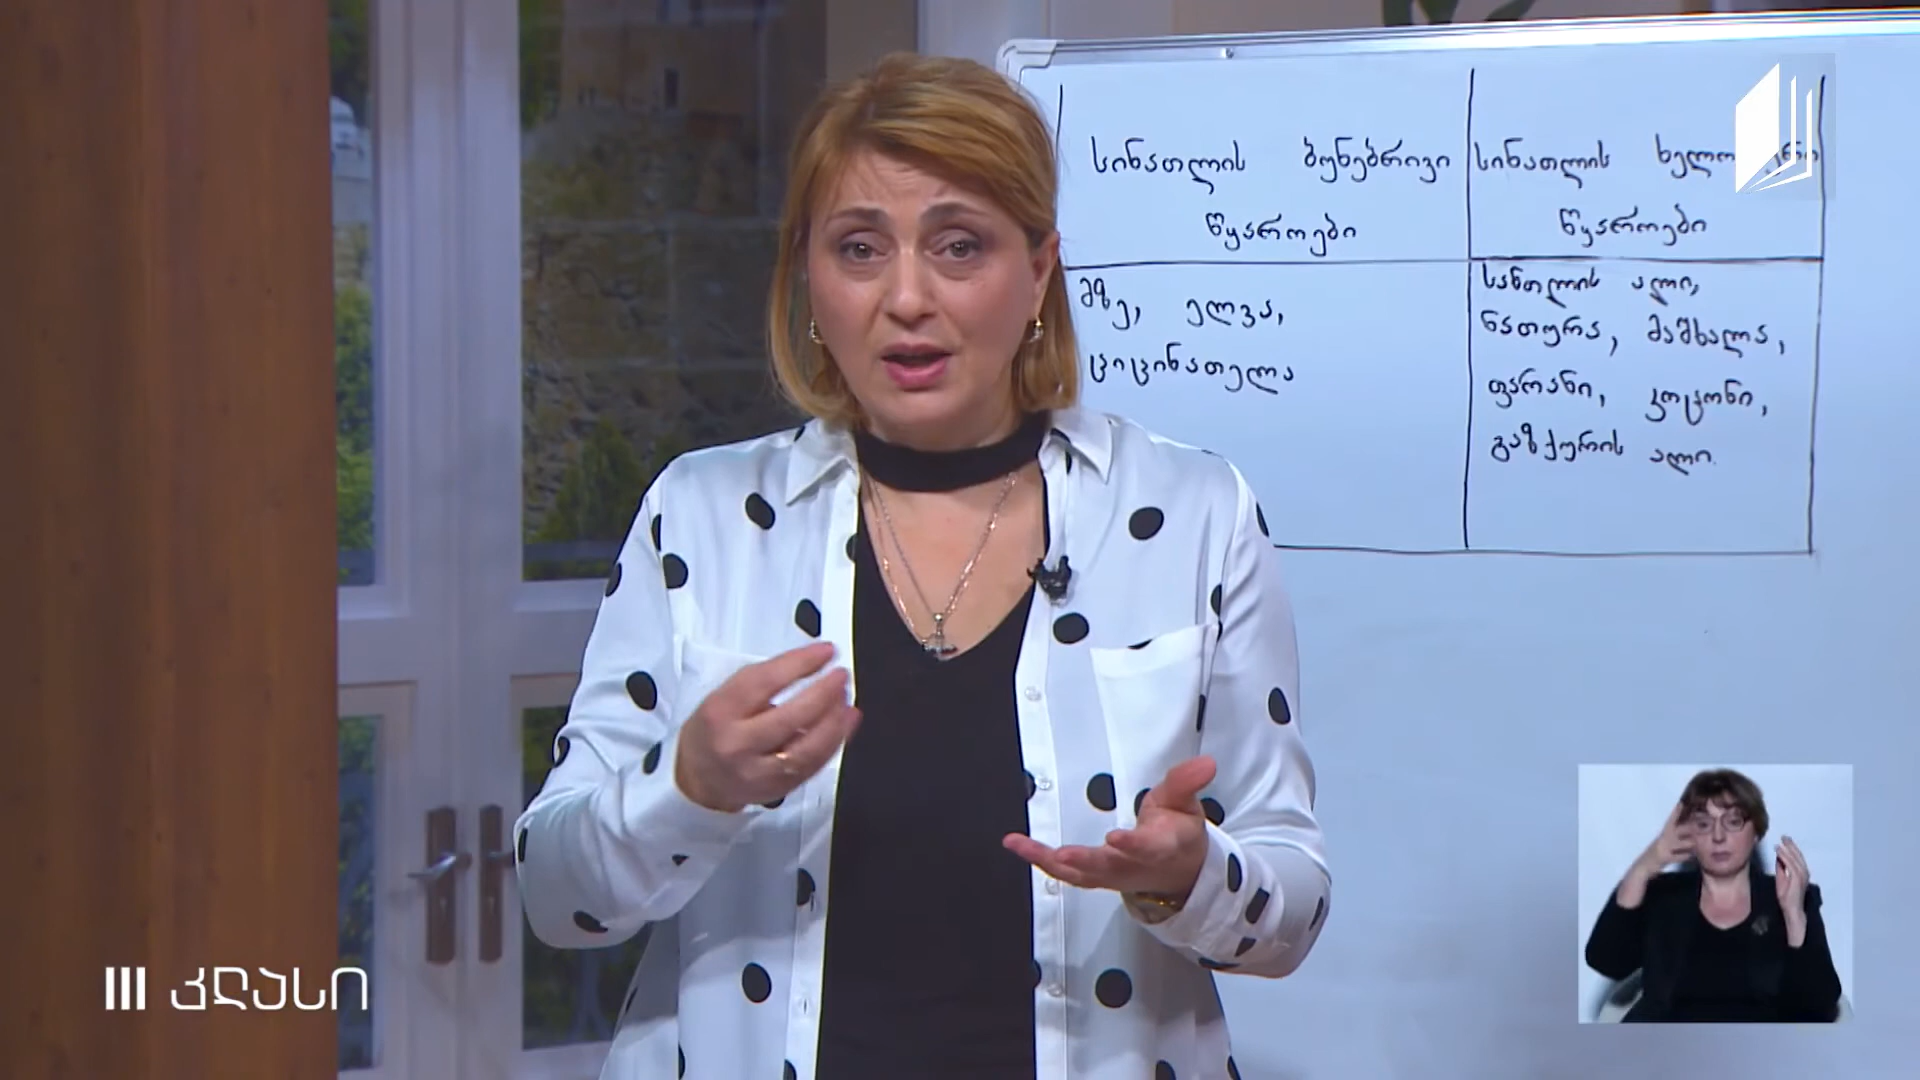 სინათლის ბუნებრივი
წყაროები
მზე, ელვა,
ციცინათელა
სინათლის
წყაროები
სანთლის ალი,
ნათურა, მაშხალა,
ფარანი, კოცონი,
გაზქურის ალი.
III კლასი